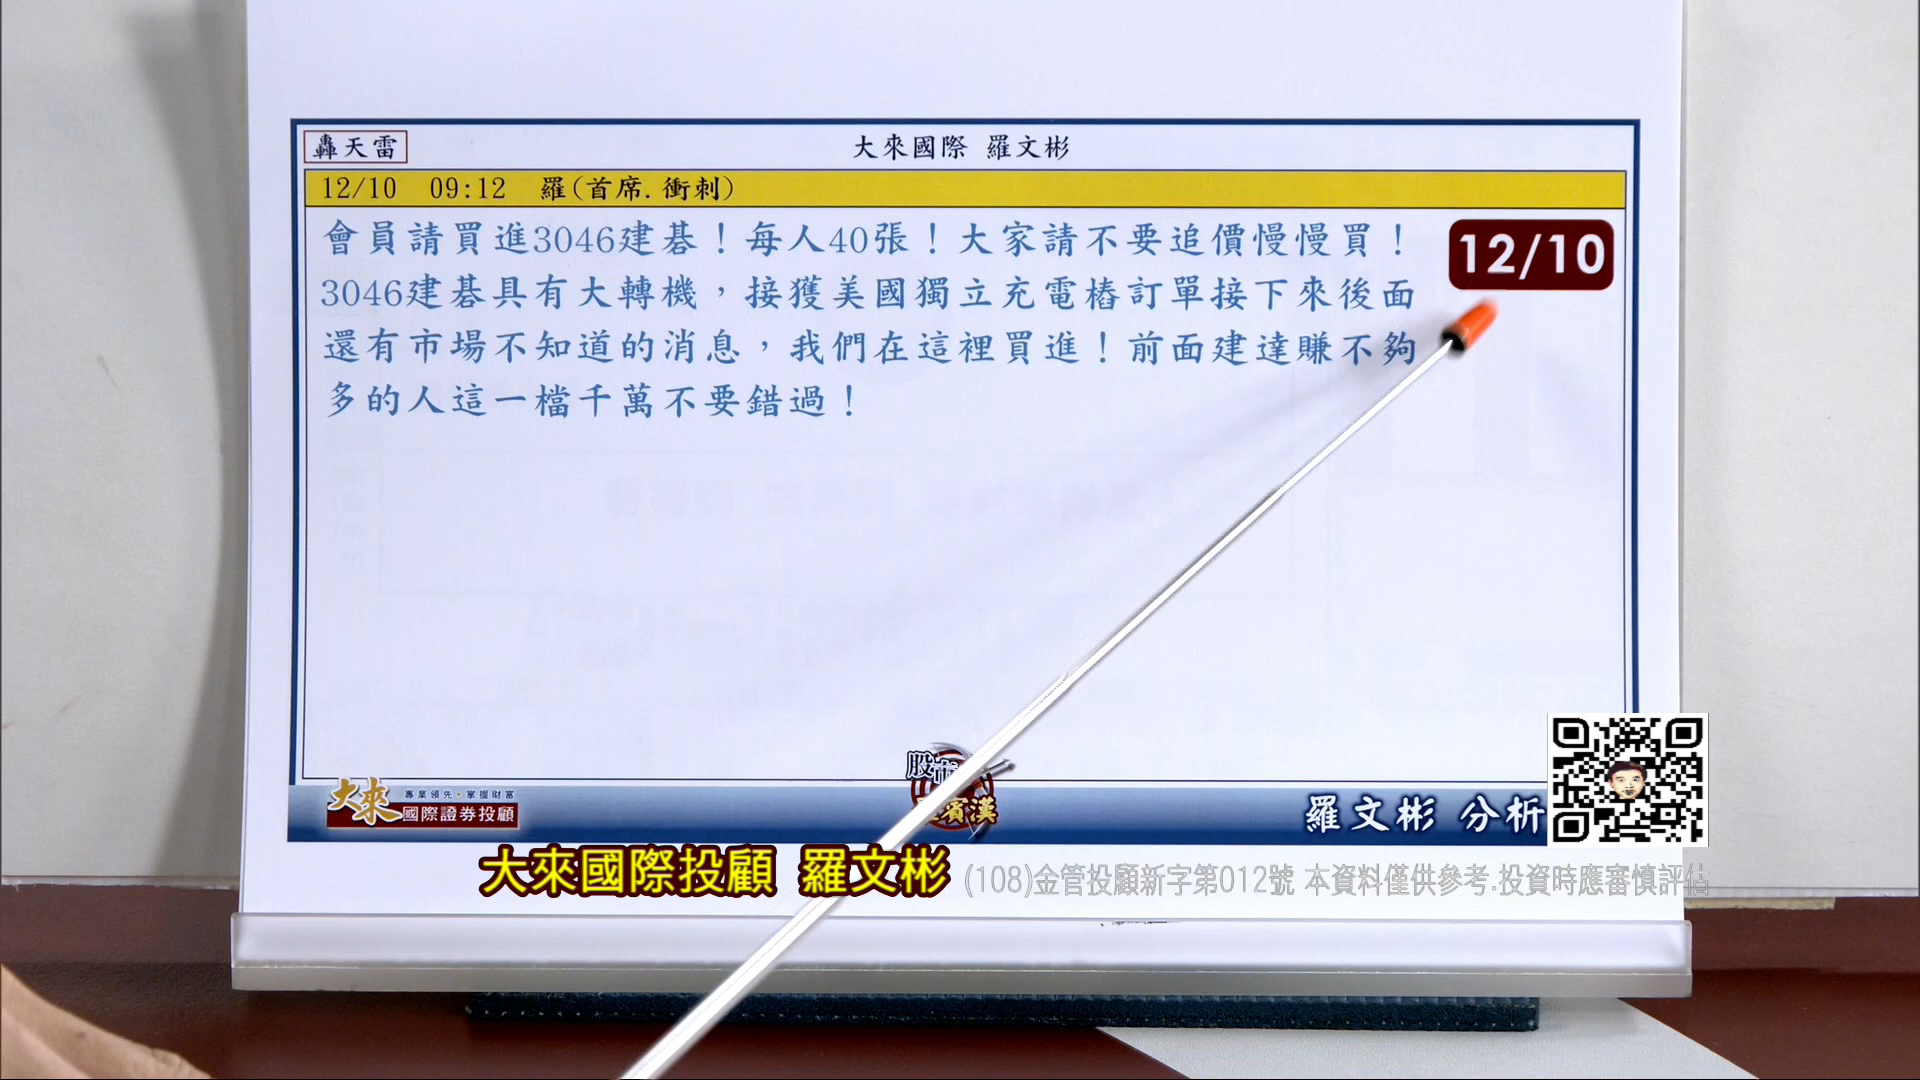 轟天雷
大來國際 羅文彬
12/10 09:12 羅(首席.衝刺)
會員請買進3046建碁！每人40張！大家請不要追價慢慢買！
3046建碁具有大轉機，接獲美國獨立充電樁訂單接下來後面
還有市場不知道的消息，我們在這裡買進！前面建達賺不夠
多的人這一檔千萬不要錯過！
12/10
大來
專業領先·掌握財富
國際證券投顧
股市
賓漢
羅文彬 分析
大來國際投顧 羅文彬
(108)金管投顧新字第012號 本資料僅供參考.投資時應審慎評估